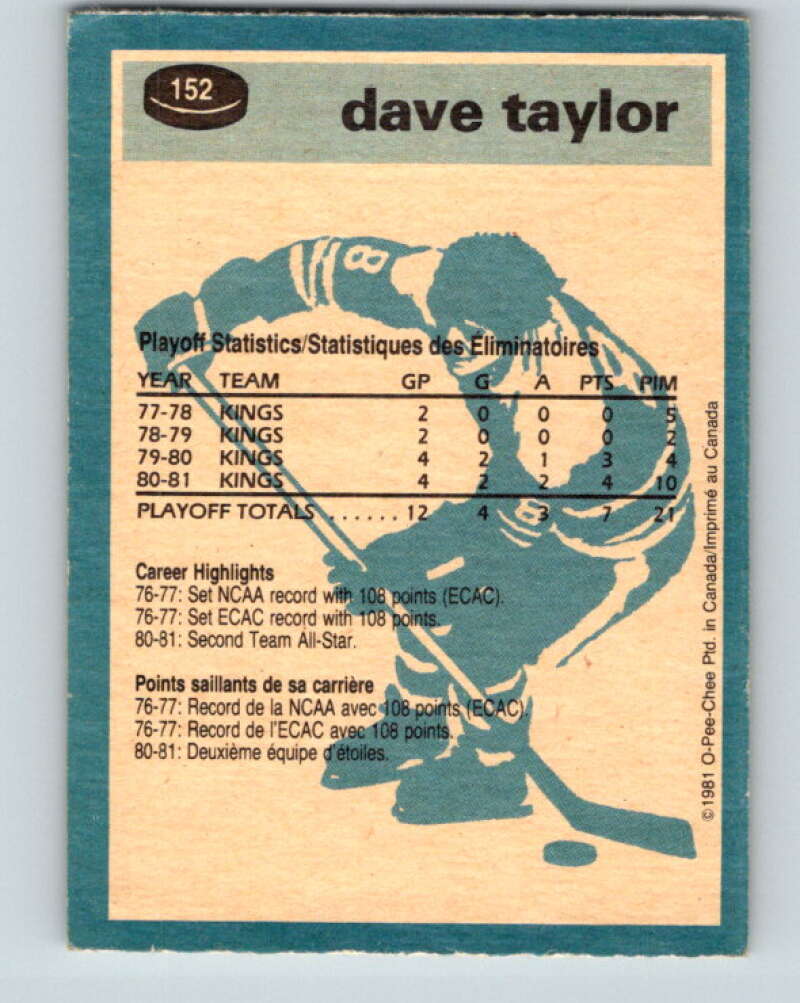 152
dave taylor
8
Playoff Statistics/Statistiques des Éliminatoires
YEAR TEAM GP G A PTS PIM
77-78 KINGS 2 0 0 0 5
78-79 KINGS 2 0 0 0 2
79-80 KINGS 4 2 1 3 4
80-81 KINGS 4 2 2 4 10
PLAYOFF TOTALS ...... 12 4 3 7 21
8
Career Highlights
76-77: Set NCAA record with 108 points (ECAC).
76-77: Set ECAC record with 108 points.
80-81: Second Team All-Star.
Points saillants de sa carrière
76-77: Record de la NCAA avec 108 points (ECAC).
76-77: Record de l'ECAC avec 108 points.
80-81: Deuxième équipe d'étoiles.
©1981 O-Pee-Chee Ptd. in Canada/Imprimé au Canada